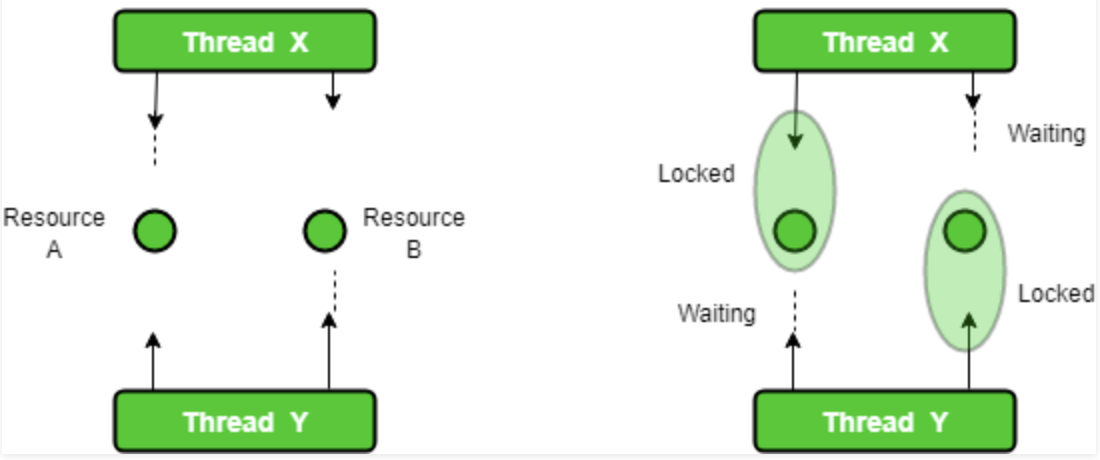 Thread X
Thread X
Waiting
Locked
Resource
A
Resource
B
Locked
Waiting
Thread Y
Thread Y